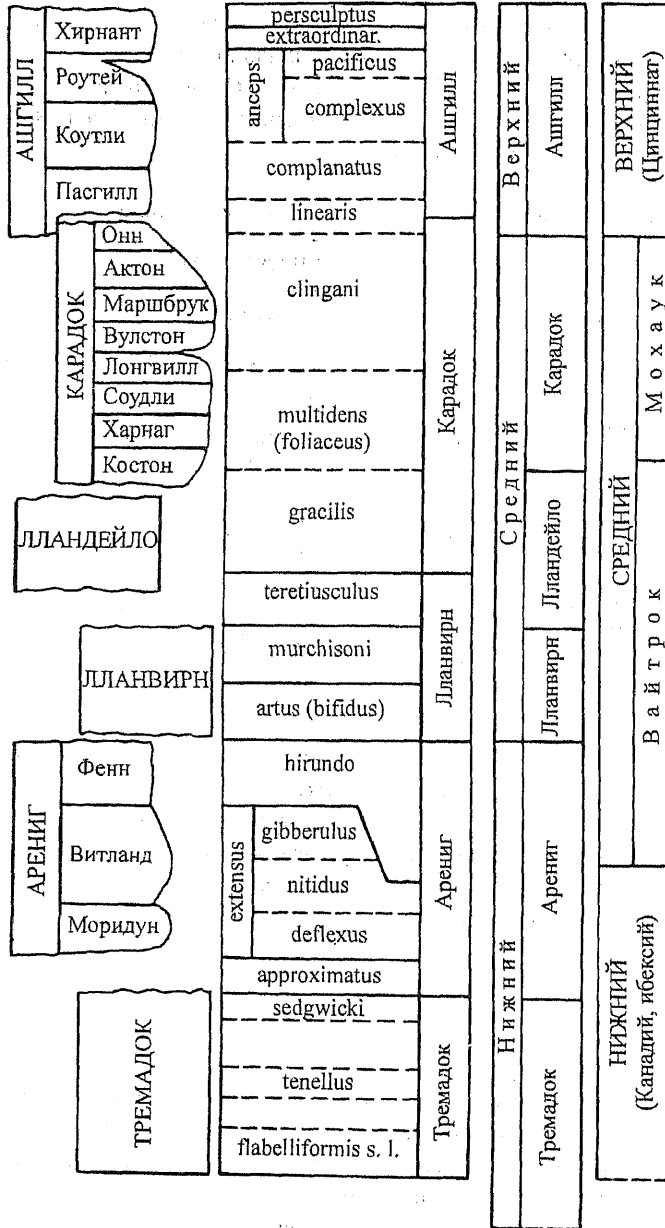 АШГИЛЛ
Хирнант
Роутей
Коутли
Пасгилл
КАРАДОК
Онн
Актон
Маршбрук
Вулстон
Лонгвилл
Соудли
Харнаг
Костон
ЛЛАНДЕЙЛО
ЛЛАНВИРН
АРЕНИГ
Фенн
Витланд
Моридун
ТРЕМАДОК
persculptus
extraordinar.
anceps
pacificus
complexus
complanatus
linearis
clingani
multidens
(foliaceus)
gracilis
teretiusculus
murchisoni
artus (bifidus)
hirundo
extensus
gibberulus
nitidus
deflexus
approximatus
sedgwicki
tenellus
flabelliformis s. l.
Ашгилл
Карадок
Лланвирн
Арениг
Тремадок
Верхний
Средний
Нижний
Ашгилл
Карадок
Лландейло
Лланвирн
Арениг
Тремадок
ВЕРХНИЙ
(Цинциннат)
СРЕДНИЙ
Мохаук
Вайтрок
НИЖНИЙ
(Канадий, ибексий)